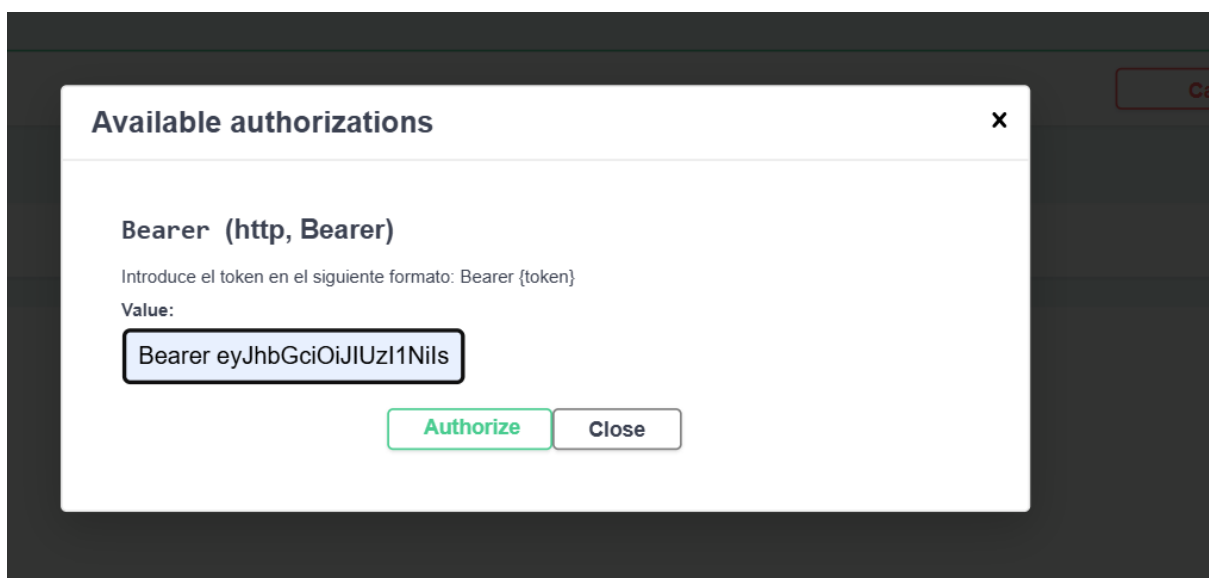 Ca
Available authorizations
x
Bearer (http, Bearer)
Introduce el token en el siguiente formato: Bearer {token}
Value:
Bearer eyJhbGciOiJIUzI1NiIs
Authorize
Close